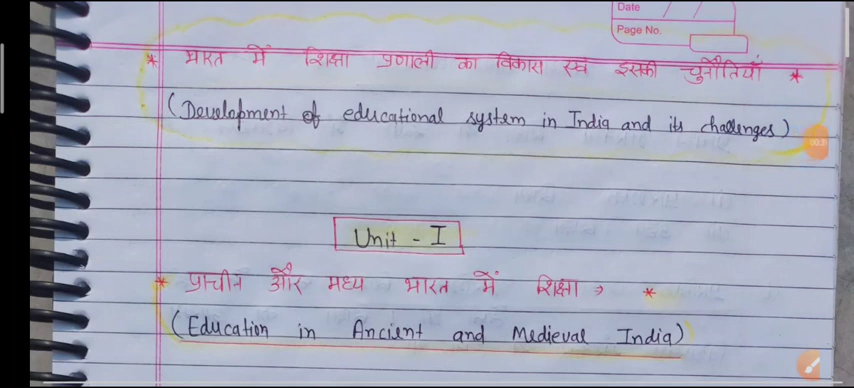 Date / /
Page No.
* भारत में शिक्षा प्रणाली का विकास एवं इसकी चुनौतियाँ *
(Development of educational system in India and its challenges)
Unit - I
* प्राचीन और मध्य भारत में शिक्षा → *
(Education in Ancient and Medieval India)